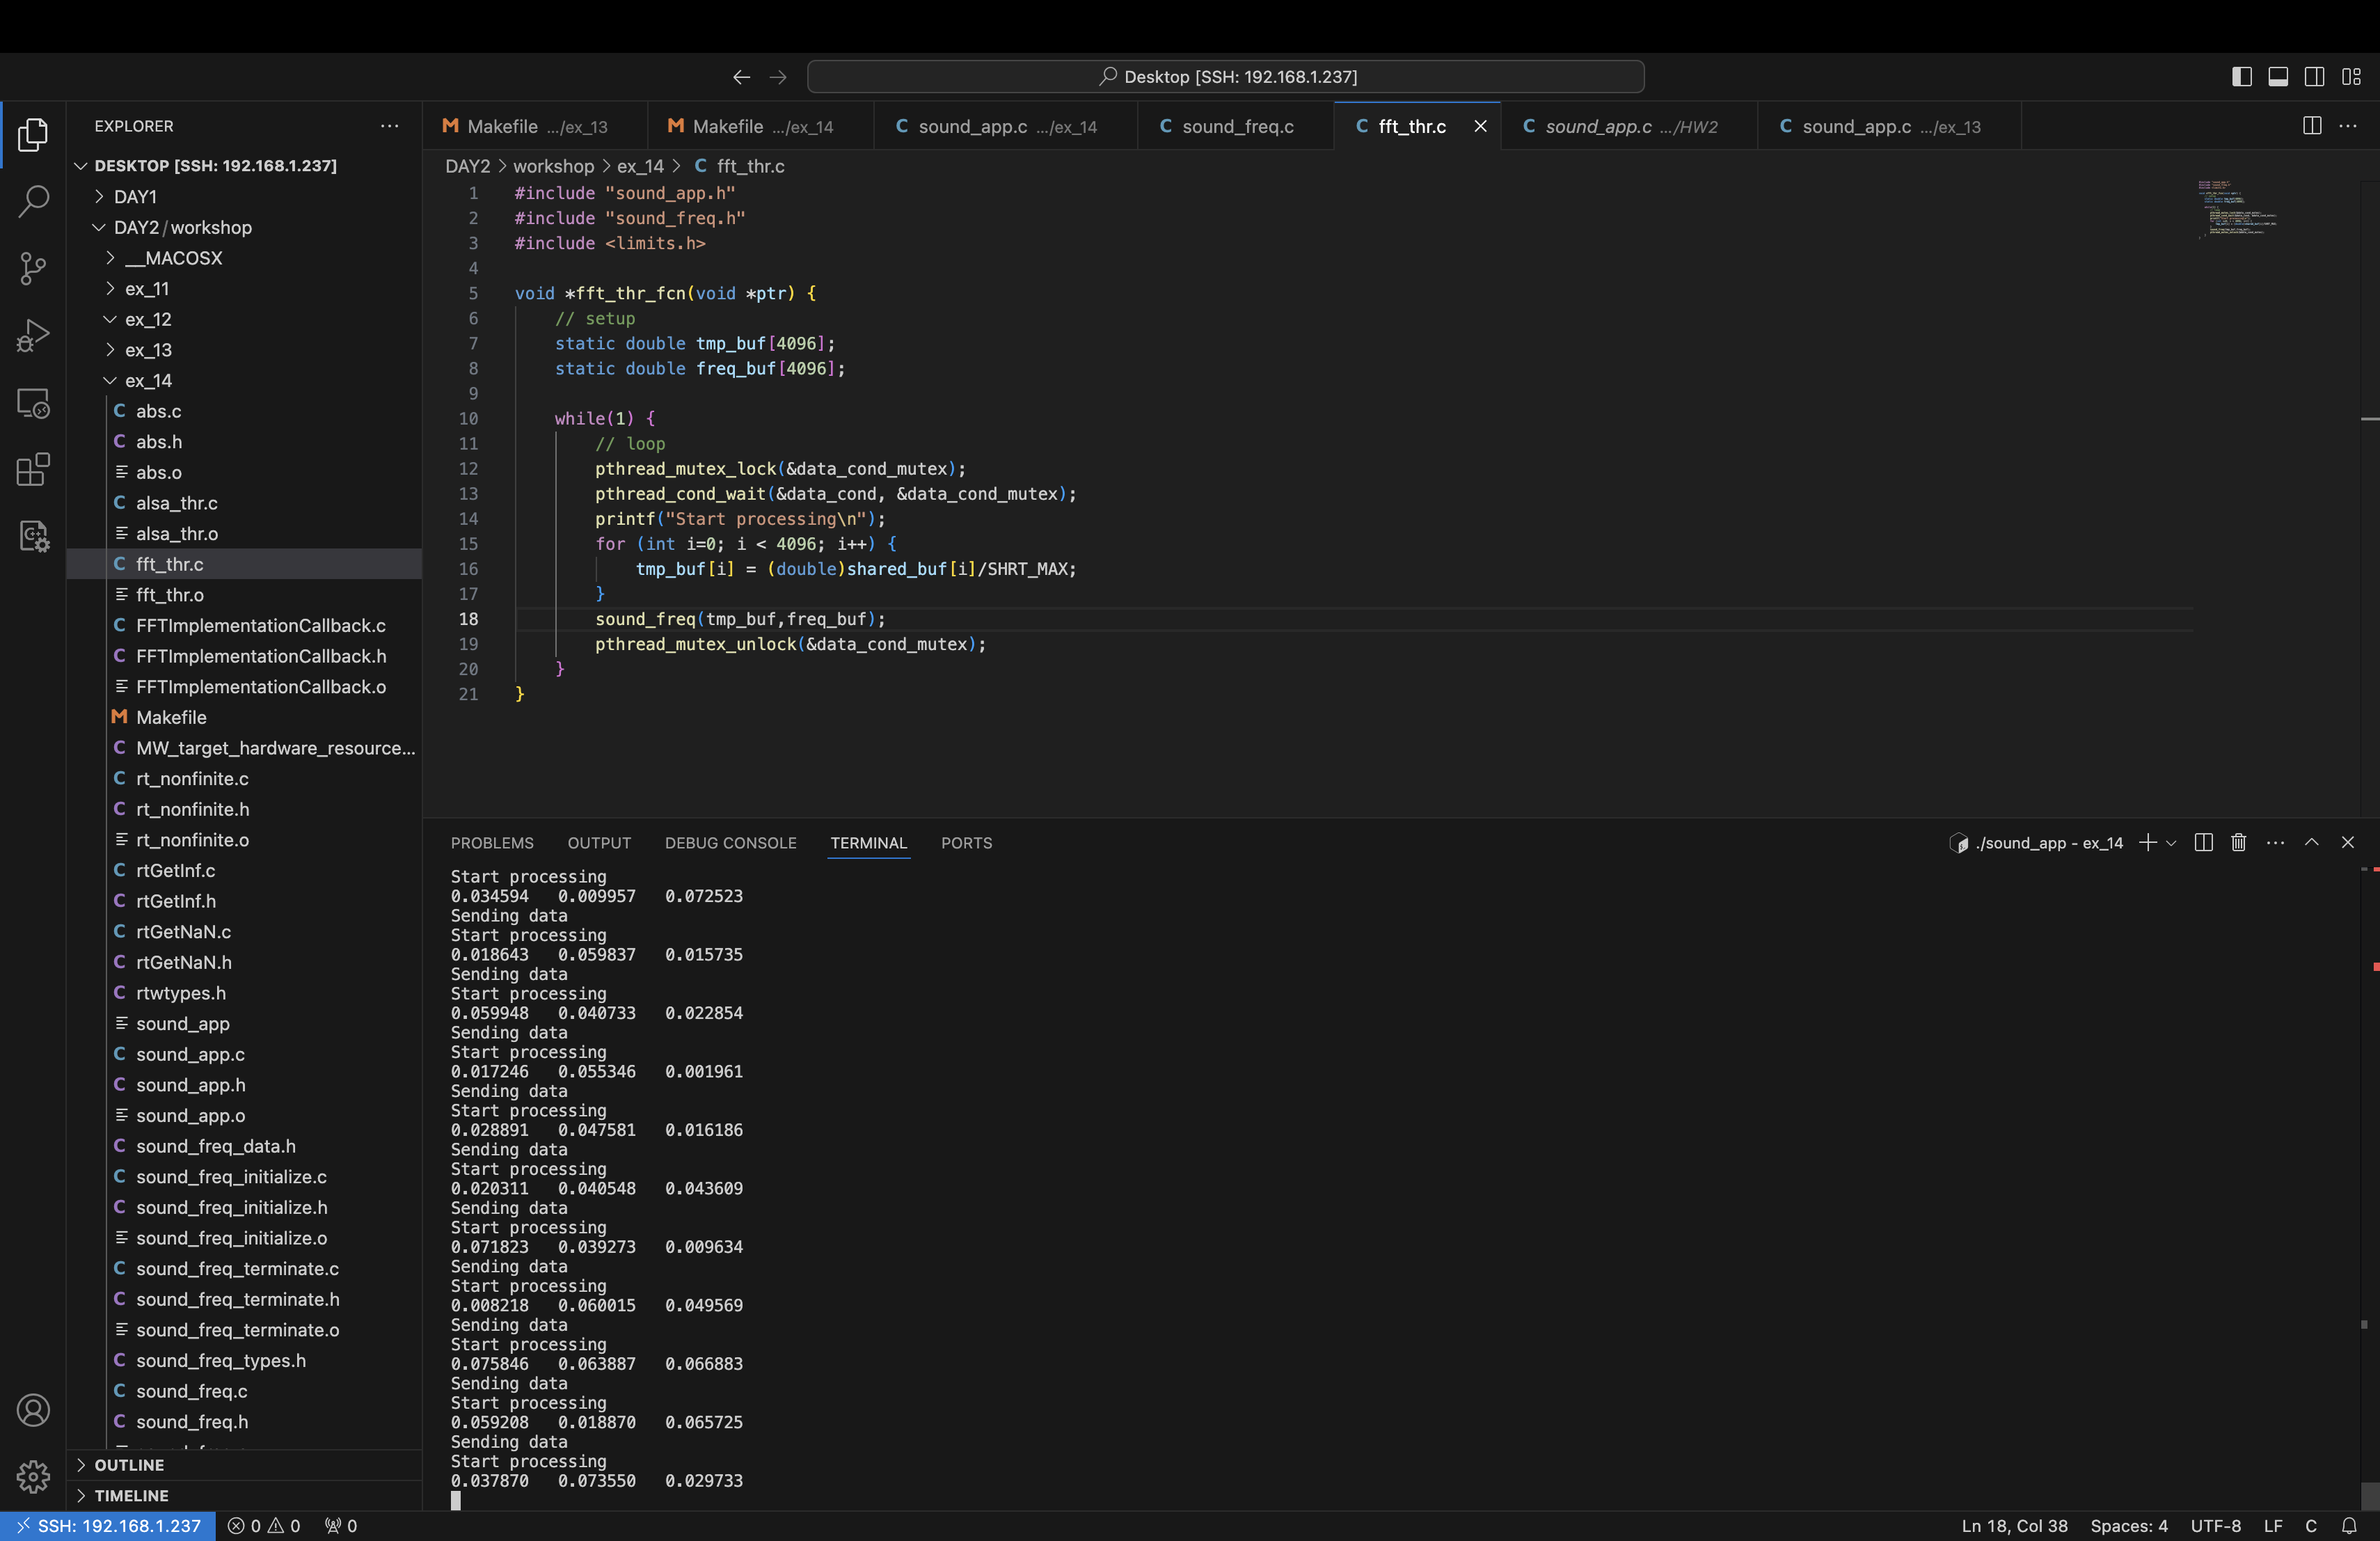 Desktop [SSH: 192.168.1.237]
EXPLORER
DESKTOP [SSH: 192.168.1.237]
DAY1
DAY2/workshop
__MACOSX
ex_11
ex_12
ex_13
ex_14
abs.c
abs.h
abs.o
alsa_thr.c
alsa_thr.o
fft_thr.c
fft_thr.o
FFTImplementationCallback.c
FFTImplementationCallback.h
FFTImplementationCallback.o
Makefile
MW_target_hardware_resource...
rt_nonfinite.c
rt_nonfinite.h
rt_nonfinite.o
rtGetInf.c
rtGetInf.h
rtGetNaN.c
rtGetNaN.h
rtwtypes.h
sound_app
sound_app.c
sound_app.h
sound_app.o
sound_freq_data.h
sound_freq_initialize.c
sound_freq_initialize.h
sound_freq_initialize.o
sound_freq_terminate.c
sound_freq_terminate.h
sound_freq_terminate.o
sound_freq_types.h
sound_freq.c
sound_freq.h
OUTLINE
TIMELINE
Makefile .../ex_13
Makefile .../ex_14
sound_app.c .../ex_14
sound_freq.c
fft_thr.c
sound_app.c .../HW2
sound_app.c .../ex_13
DAY2 > workshop > ex_14 > C fft_thr.c
1 #include "sound_app.h"
2 #include "sound_freq.h"
3 #include <limits.h>
4
5 void *fft_thr_fcn(void *ptr) {
6 // setup
7 static double tmp_buf[4096];
8 static double freq_buf[4096];
9
10 while(1) {
11 // loop
12 pthread_mutex_lock(&data_cond_mutex);
13 pthread_cond_wait(&data_cond, &data_cond_mutex);
14 printf("Start processing\n");
15 for (int i=0; i < 4096; i++) {
16 tmp_buf[i] = (double)shared_buf[i]/SHRT_MAX;
17 }
18 sound_freq(tmp_buf,freq_buf);
19 pthread_mutex_unlock(&data_cond_mutex);
20 }
21 }
PROBLEMS OUTPUT DEBUG CONSOLE TERMINAL PORTS
./sound_app - ex_14
Start processing
0.034594 0.009957 0.072523
Sending data
Start processing
0.018643 0.059837 0.015735
Sending data
Start processing
0.059948 0.040733 0.022854
Sending data
Start processing
0.017246 0.055346 0.001961
Sending data
Start processing
0.028891 0.047581 0.016186
Sending data
Start processing
0.020311 0.040548 0.043609
Sending data
Start processing
0.071823 0.039273 0.009634
Sending data
Start processing
0.008218 0.060015 0.049569
Sending data
Start processing
0.075846 0.063887 0.066883
Sending data
Start processing
0.059208 0.018870 0.065725
Sending data
Start processing
0.037870 0.073550 0.029733
SSH: 192.168.1.237 0 0 0
Ln 18, Col 38 Spaces: 4 UTF-8 LF C